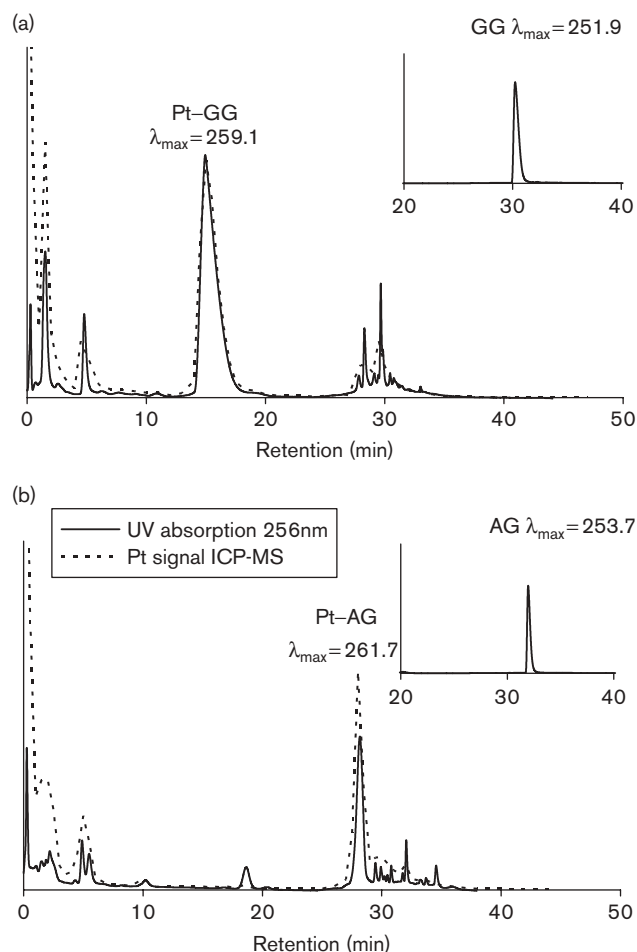 (a)
GG λmax=251.9
Pt–GG
λmax=259.1
20 30 40
0 10 20 30 40 50
Retention (min)
(b)
UV absorption 256nm
Pt signal ICP-MS
AG λmax=253.7
Pt–AG
λmax=261.7
20 30 40
0 10 20 30 40 50
Retention (min)